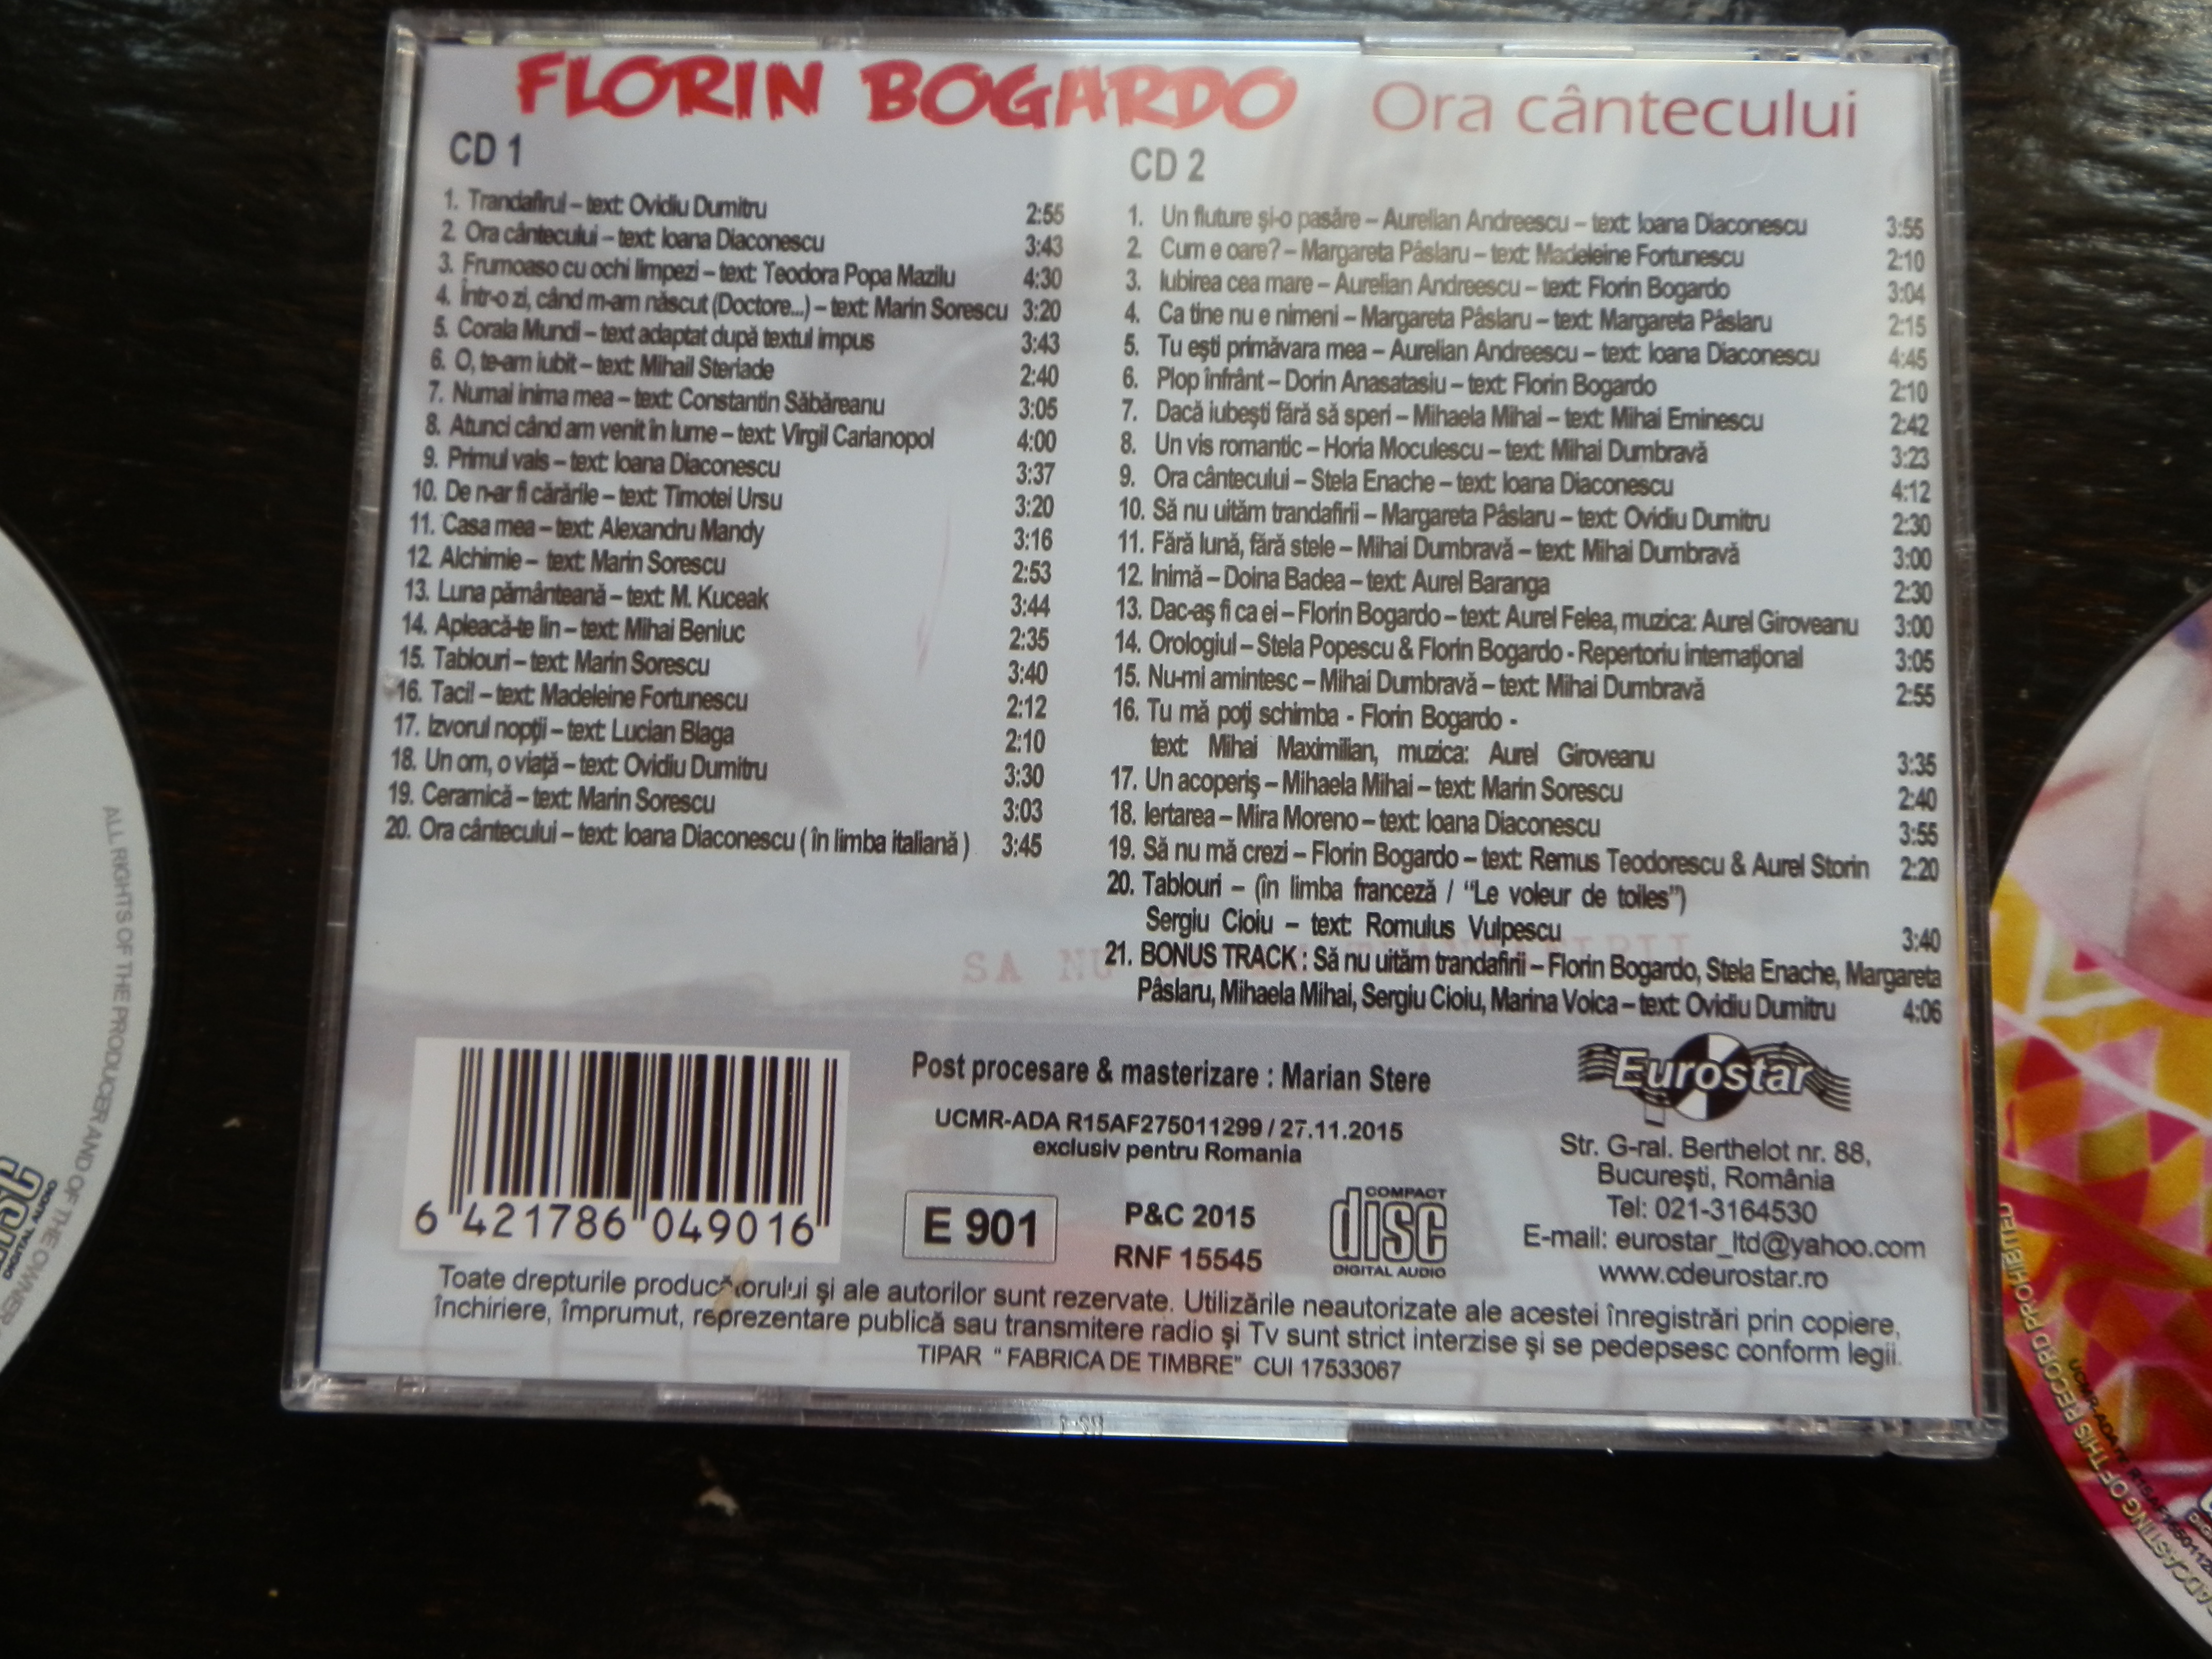 FLORIN BOGARDO Ora cântecului
CD 1
1. Trandafirul – text: Ovidiu Dumitru 2:55
2. Ora cântecului – text: Ioana Diaconescu 3:43
3. Frumoaso cu ochi limpezi – text: Teodora Popa Mazilu 4:30
4. Într-o zi, când m-am născut (Doctore...) – text: Marin Sorescu 3:20
5. Corala Mundi – text adaptat după textul impus 3:43
6. O, te-am iubit – text: Mihail Steriade 2:40
7. Numai inima mea – text: Constantin Săbăreanu 3:05
8. Atunci când am venit în lume – text: Virgil Carianopol 4:00
9. Primul vals – text: Ioana Diaconescu 3:37
10. De n-ar fi cărările – text: Timotei Ursu 3:20
11. Casa mea – text: Alexandru Mandy 3:16
12. Alchimie – text: Marin Sorescu 2:53
13. Luna pământeană – text: M. Kuceak 3:44
14. Apleacă-te lin – text: Mihai Beniuc 2:35
15. Tablouri – text: Marin Sorescu 3:40
16. Taci! – text: Madeleine Fortunescu 2:12
17. Izvorul nopţii – text: Lucian Blaga 2:10
18. Un om, o viaţă – text: Ovidiu Dumitru 3:30
19. Ceramică – text: Marin Sorescu 3:03
20. Ora cântecului – text: Ioana Diaconescu ( în limba italiană ) 3:45
CD 2
1. Un fluture şi-o pasăre – Aurelian Andreescu – text: Ioana Diaconescu 3:55
2. Cum e oare? – Margareta Pâslaru – text: Madeleine Fortunescu 2:10
3. Iubirea cea mare – Aurelian Andreescu – text: Florin Bogardo 3:04
4. Ca tine nu e nimeni – Margareta Pâslaru – text: Margareta Pâslaru 2:15
5. Tu eşti primăvara mea – Aurelian Andreescu – text: Ioana Diaconescu 4:45
6. Plop înfrânt – Dorin Anasatasiu – text: Florin Bogardo 2:10
7. Dacă iubeşti fără să speri – Mihaela Mihai – text: Mihai Eminescu 2:42
8. Un vis romantic – Horia Moculescu – text: Mihai Dumbravă 3:23
9. Ora cântecului – Stela Enache – text: Ioana Diaconescu 4:12
10. Să nu uităm trandafirii – Margareta Pâslaru – text: Ovidiu Dumitru 2:30
11. Fără lună, fără stele – Mihai Dumbravă – text: Mihai Dumbravă 3:00
12. Inimă – Doina Badea – text: Aurel Baranga 2:30
13. Dac-aş fi ca ei – Florin Bogardo – text: Aurel Felea, muzica: Aurel Giroveanu 3:00
14. Orologiul – Stela Popescu & Florin Bogardo - Repertoriu internaţional 3:05
15. Nu-mi amintesc – Mihai Dumbravă – text: Mihai Dumbravă 2:55
16. Tu mă poţi schimba - Florin Bogardo -
text: Mihai Maximilian, muzica: Aurel Giroveanu 3:35
17. Un acoperiş – Mihaela Mihai – text: Marin Sorescu 2:40
18. Iertarea – Mira Moreno – text: Ioana Diaconescu 3:55
19. Să nu mă crezi – Florin Bogardo – text: Remus Teodorescu & Aurel Storin 2:20
20. Tablouri – (în limba franceză / “Le voleur de toiles”)
Sergiu Cioiu – text: Romulus Vulpescu 3:40
21. BONUS TRACK : Să nu uităm trandafirii – Florin Bogardo, Stela Enache, Margareta
Pâslaru, Mihaela Mihai, Sergiu Cioiu, Marina Voica – text: Ovidiu Dumitru 4:06
SA NU
Post procesare & masterizare : Marian Stere
UCMR-ADA R15AF275011299 / 27.11.2015
exclusiv pentru Romania
E 901
P&C 2015
RNF 15545
COMPACT
disc
DIGITAL AUDIO
Eurostar
Str. G-ral. Berthelot nr. 88,
Bucureşti, România
Tel: 021-3164530
E-mail: eurostar_ltd@yahoo.com
www.cdeurostar.ro
6 421786 049016
Toate drepturile producătorului şi ale autorilor sunt rezervate. Utilizările neautorizate ale acestei înregistrări prin copiere,
închiriere, împrumut, reprezentare publică sau transmitere radio şi Tv sunt strict interzise şi se pedepsesc conform legii.
TIPAR “ FABRICA DE TIMBRE” CUI 17533067
ALL RIGHTS OF THE PRODUCER AND OF THE OWNER
DIGITAL AUDIO
CASTING OF THIS RECORD PROHIBITED